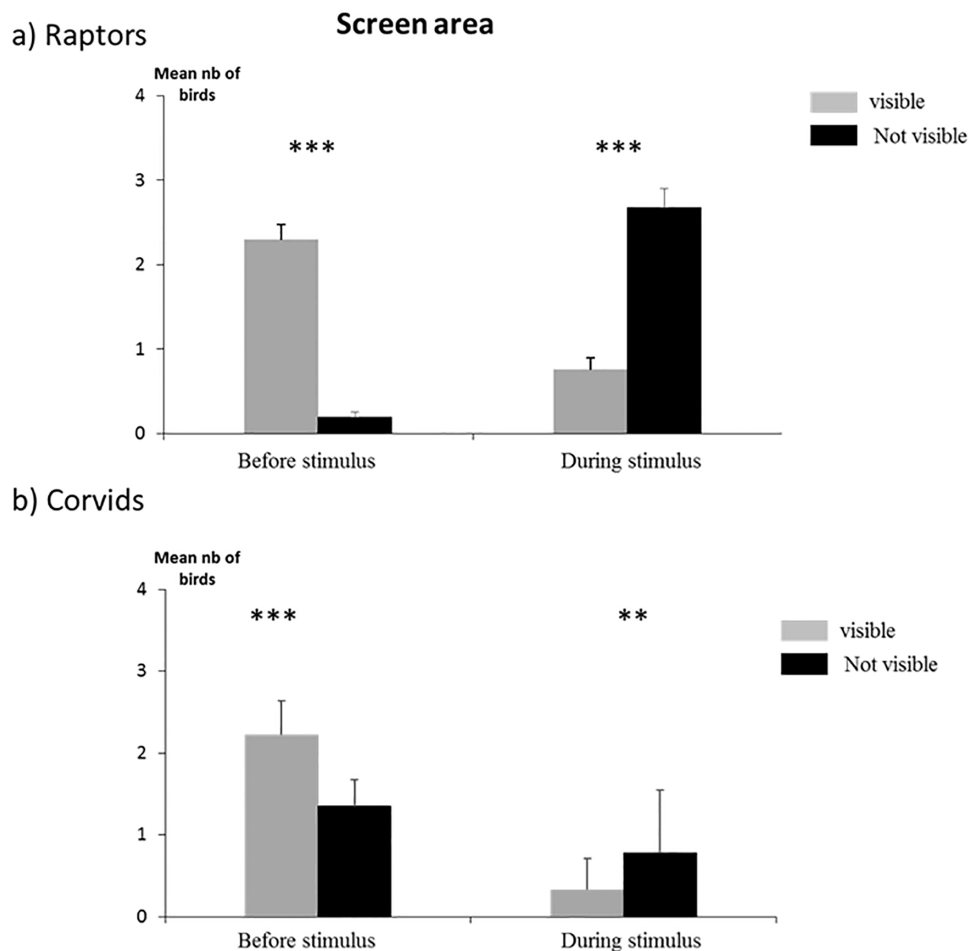 Screen area
a) Raptors
Mean nb of
birds
4
3
2
1
0
***
***
visible
Not visible
Before stimulus
During stimulus
b) Corvids
Mean nb of
birds
4
3
2
1
0
***
**
visible
Not visible
Before stimulus
During stimulus